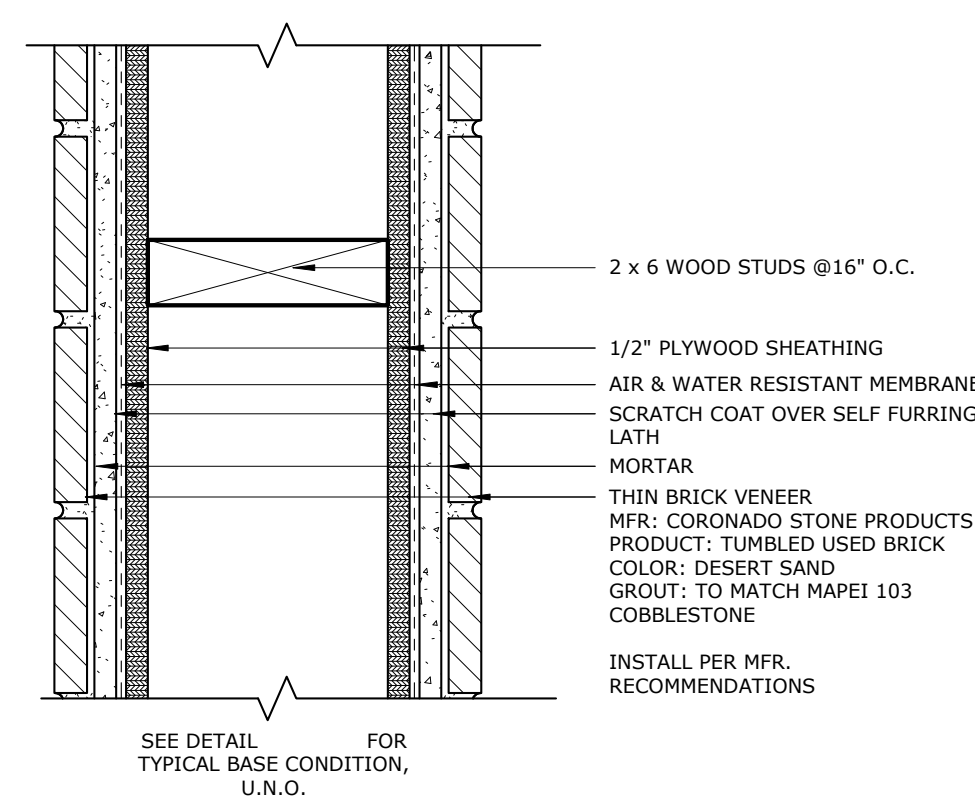 2 x 6 WOOD STUDS @16" O.C.
1/2" PLYWOOD SHEATHING
AIR & WATER RESISTANT MEMBRANE
SCRATCH COAT OVER SELF FURRING
LATH
MORTAR
THIN BRICK VENEER
MFR: CORONADO STONE PRODUCTS
PRODUCT: TUMBLED USED BRICK
COLOR: DESERT SAND
GROUT: TO MATCH MAPEI 103
COBBLESTONE
INSTALL PER MFR.
RECOMMENDATIONS
SEE DETAIL FOR
TYPICAL BASE CONDITION,
U.N.O.